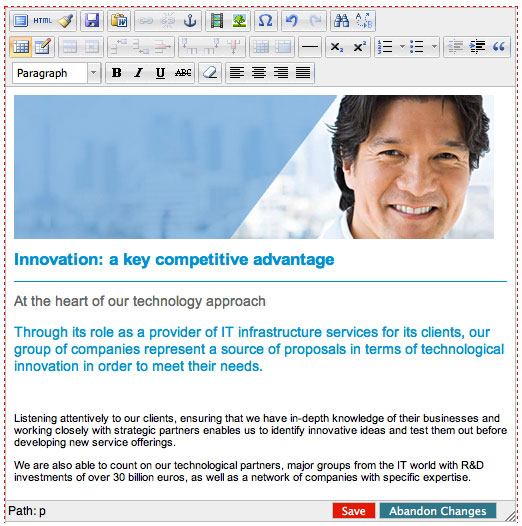 HTML
Paragraph B I U ABC
Innovation: a key competitive advantage
At the heart of our technology approach
Through its role as a provider of IT infrastructure services for its clients, our
group of companies represent a source of proposals in terms of technological
innovation in order to meet their needs.
Listening attentively to our clients, ensuring that we have in-depth knowledge of their businesses and
working closely with strategic partners enables us to identify innovative ideas and test them out before
developing new service offerings.
We are also able to count on our technological partners, major groups from the IT world with R&D
investments of over 30 billion euros, as well as a network of companies with specific expertise.
Path: p Save Abandon Changes